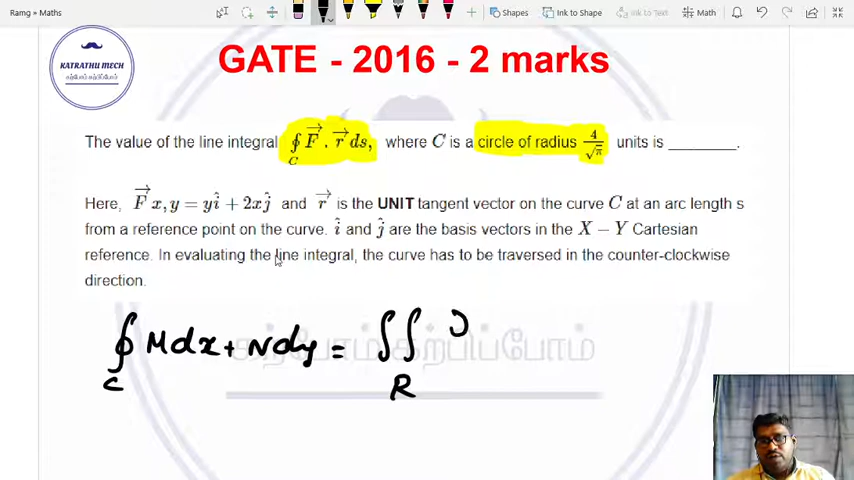 Ramg » Maths
Shapes
Ink to Shape
Ink to Text
Math
KATRATHU MECH
கற்போம் கற்பிப்போம்
GATE - 2016 - 2 marks
The value of the line integral ∮_C F⃗ . r⃗ ds, where C is a circle of radius 4/√π units is ________.
Here, F⃗ x, y = yî + 2xĵ and r⃗ is the UNIT tangent vector on the curve C at an arc length s
from a reference point on the curve. î and ĵ are the basis vectors in the X − Y Cartesian
reference. In evaluating the line integral, the curve has to be traversed in the counter-clockwise
direction.
கற்போம் கற்பிப்போம்
∮_C Mdx + Ndy = ∬_R